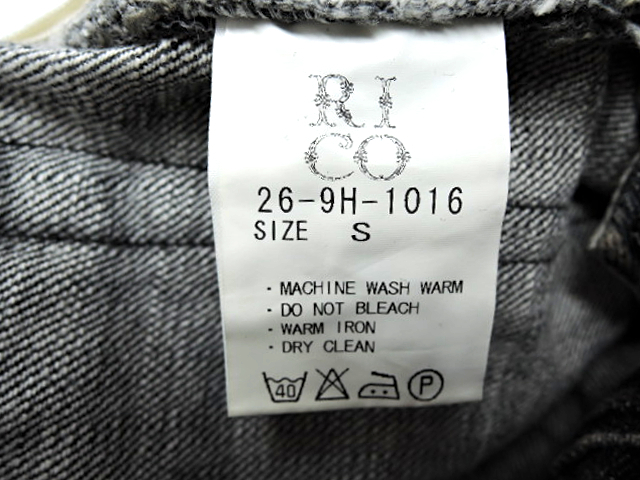 RI
CO
26-9H-1016
SIZE S
· MACHINE WASH WARM
· DO NOT BLEACH
· WARM IRON
· DRY CLEAN
40 P